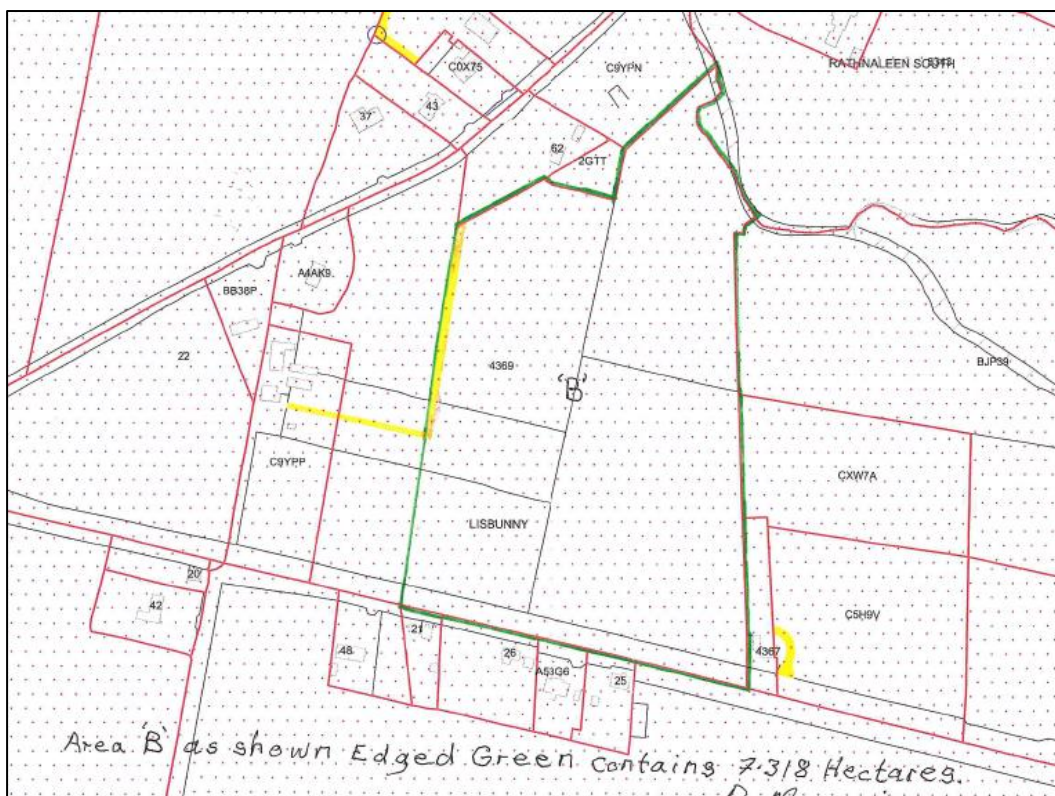 C0X75
C9YPN
RATHNALEEN SOUTH
37
43
62
2GTT
A4AK9
BB38P
22
4369
'B'
BJP39
C9YPP
CXW7A
LISBUNNY
20
42
C5H9V
21
48
26
4367
A53G6
25
Area 'B' as shown Edged Green contains 7.318 Hectares.